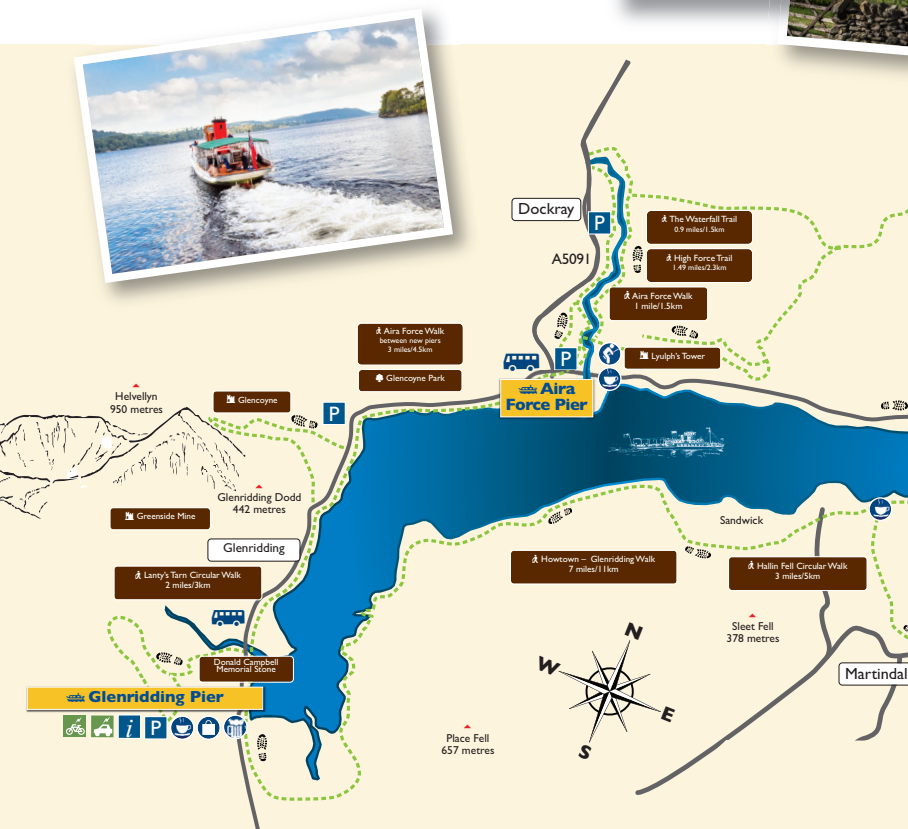 Dockray
P
The Waterfall Trail
0.9 miles/1.5km
A5091
High Force Trail
1.49 miles/2.3km
Aira Force Walk
1 mile/1.5km
Aira Force Walk
between new piers
3 miles/4.5km
P
Lyulph's Tower
Glencoyne Park
Aira
Force Pier
Helvellyn
950 metres
Glencoyne
P
Glenridding Dodd
442 metres
Greenside Mine
Sandwick
Glenridding
Howtown – Glenridding Walk
7 miles/11km
Hallin Fell Circular Walk
3 miles/5km
Lanty's Tarn Circular Walk
2 miles/3km
Sleet Fell
378 metres
N
W
E
S
Donald Campbell
Memorial Stone
Martindal
Glenridding Pier
i
P
Place Fell
657 metres